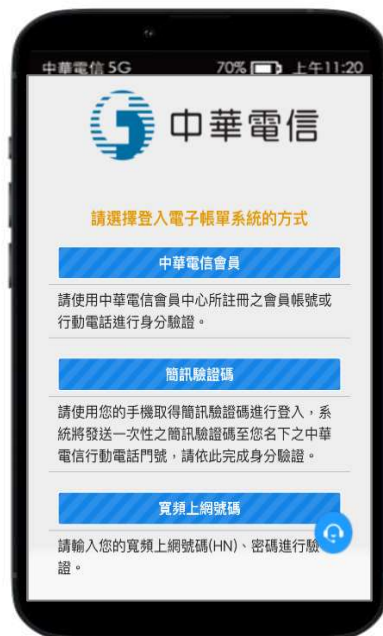 中華電信 5G 70% 上午11:20
中華電信
請選擇登入電子帳單系統的方式
中華電信會員
請使用中華電信會員中心所註冊之會員帳號或
行動電話進行身分驗證。
簡訊驗證碼
請使用您的手機取得簡訊驗證碼進行登入，系
統將發送一次性之簡訊驗證碼至您名下之中華
電信行動電話門號，請依此完成身分驗證。
寬頻上網號碼
請輸入您的寬頻上網號碼(HN)、密碼進行驗
證。